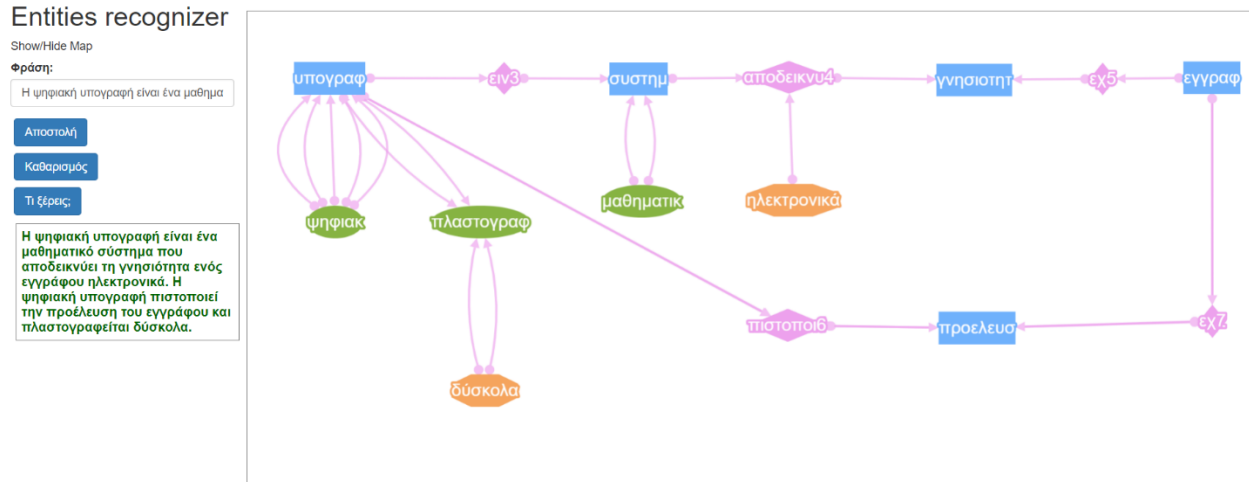 Entities recognizer
Show/Hide Map
Φράση:
Η ψηφιακή υπογραφή είναι ένα μαθημα
Αποστολή
Καθαρισμός
Τι ξέρεις;
Η ψηφιακή υπογραφή είναι ένα
μαθηματικό σύστημα που
αποδεικνύει τη γνησιότητα ενός
εγγράφου ηλεκτρονικά. Η
ψηφιακή υπογραφή πιστοποιεί
την προέλευση του εγγράφου και
πλαστογραφείται δύσκολα.
υπογραφ
ειν3
συστημ
αποδεικνυ4
γνησιοτητ
εχ5
εγγραφ
ψηφιακ
πλαστογραφ
μαθηματικ
ηλεκτρονικά
πιστοποι6
προελευσ
εχ7
δύσκολα